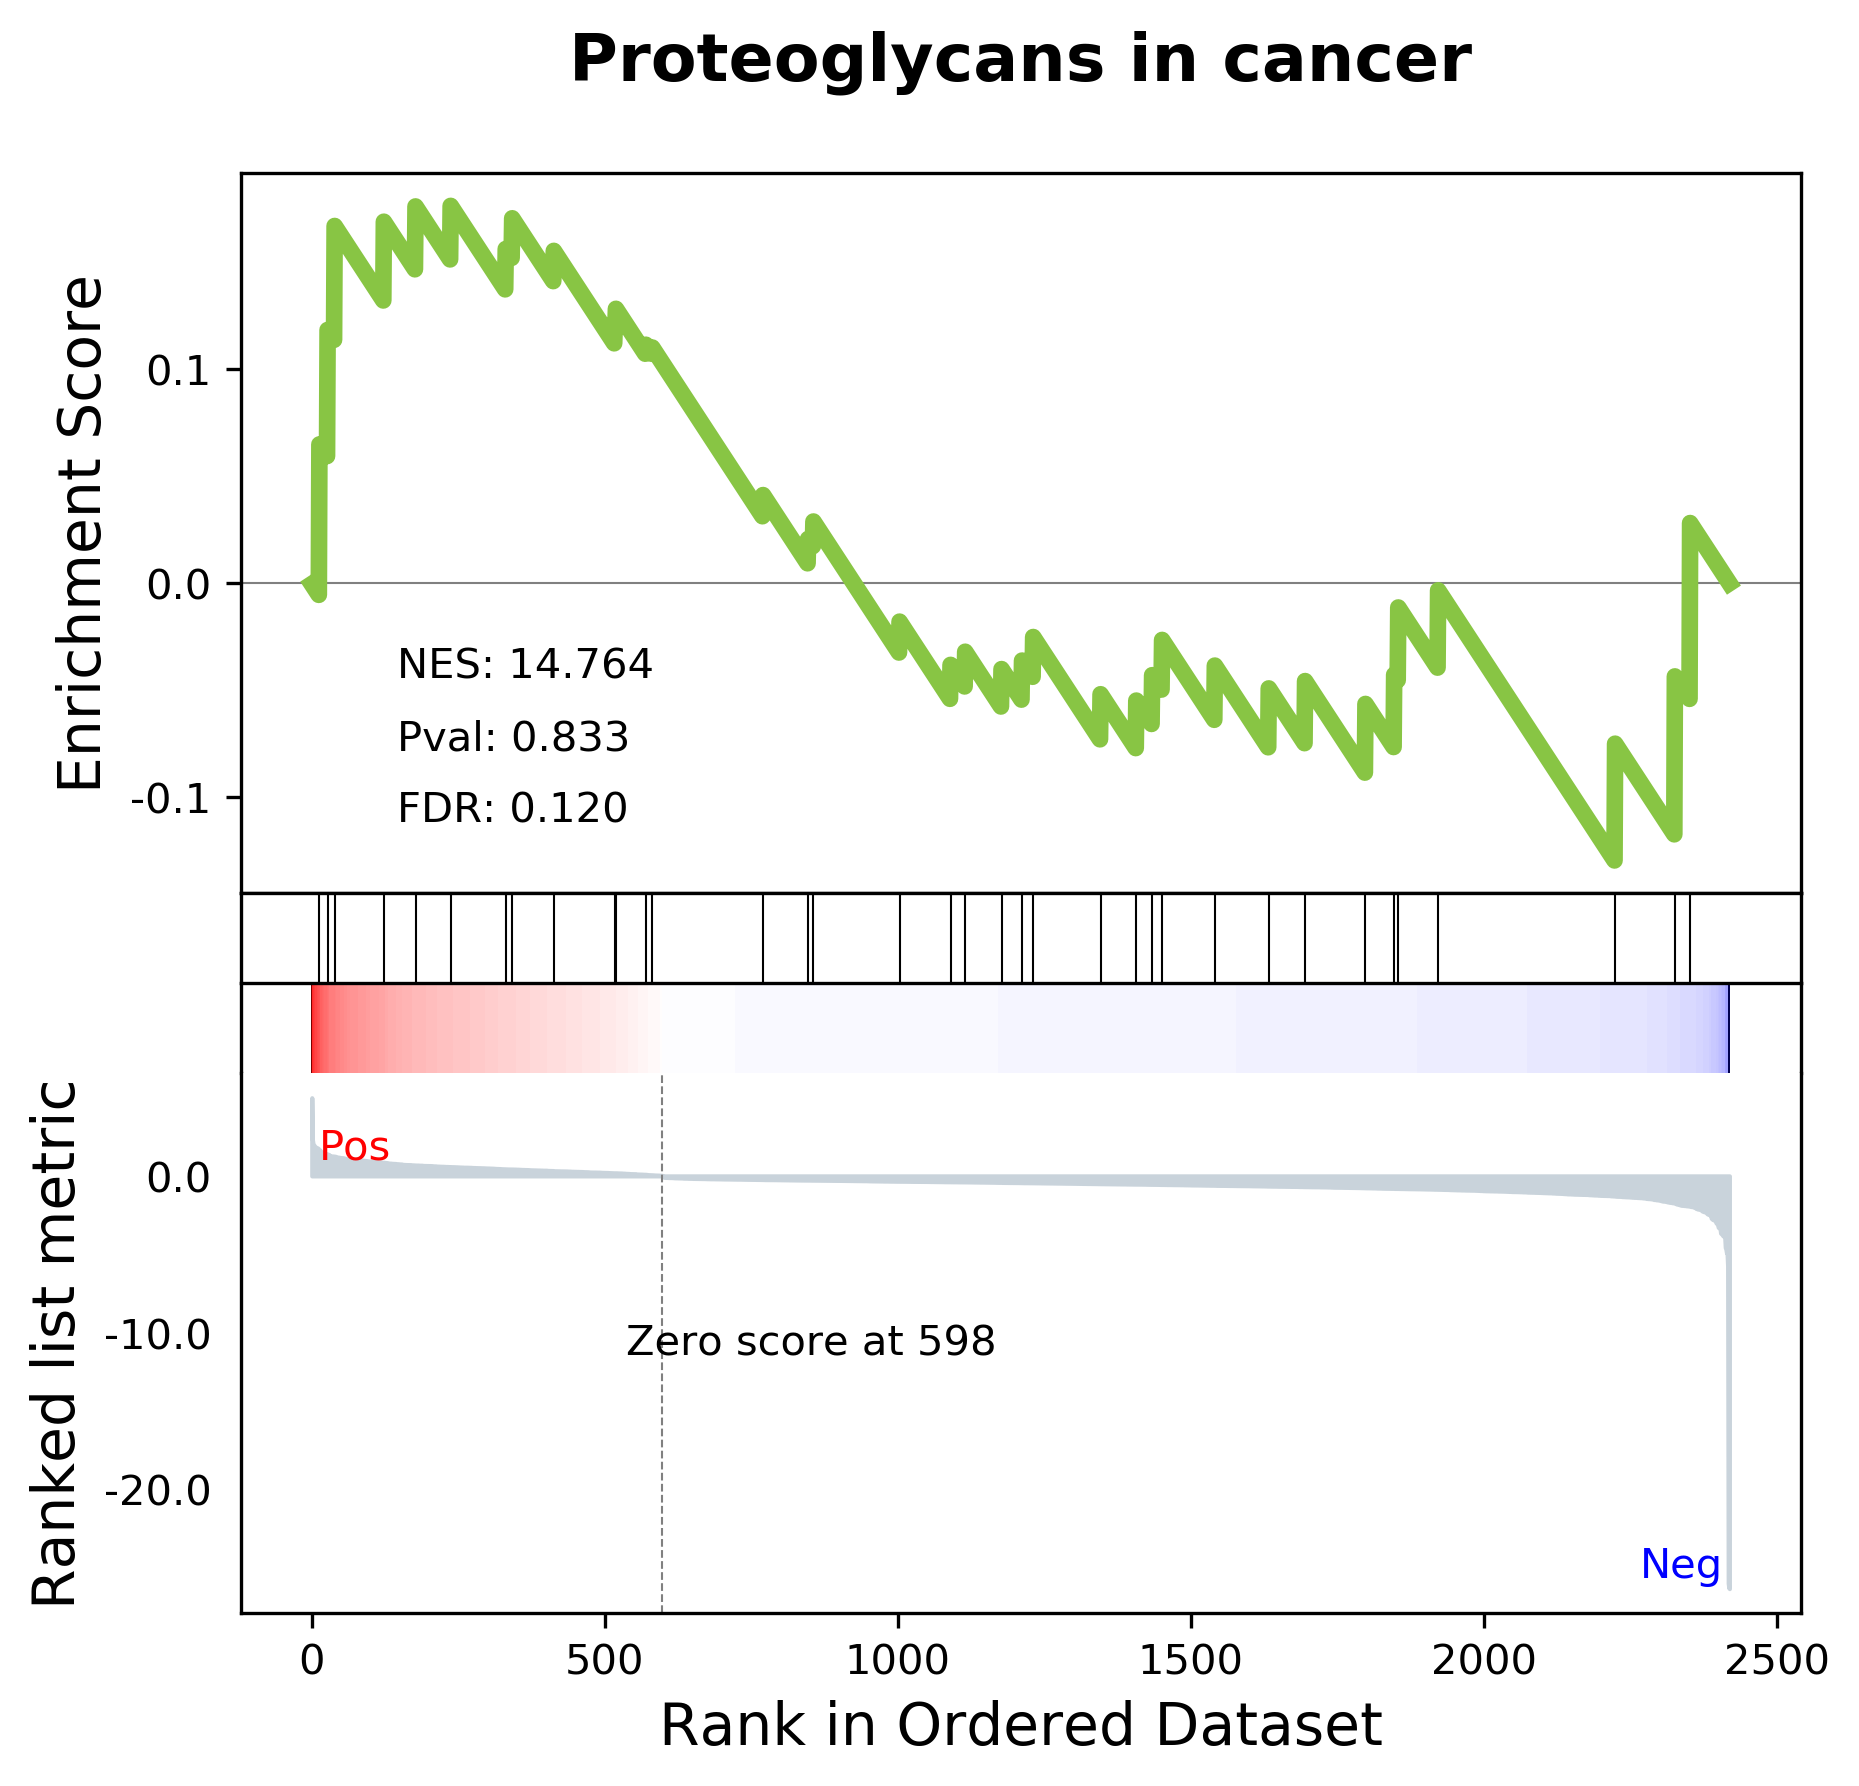 Proteoglycans in cancer
Enrichment Score
0.1
0.0
-0.1
NES: 14.764
Pval: 0.833
FDR: 0.120
Ranked list metric
Pos
0.0
-10.0
-20.0
Zero score at 598
Neg
0 500 1000 1500 2000 2500
Rank in Ordered Dataset